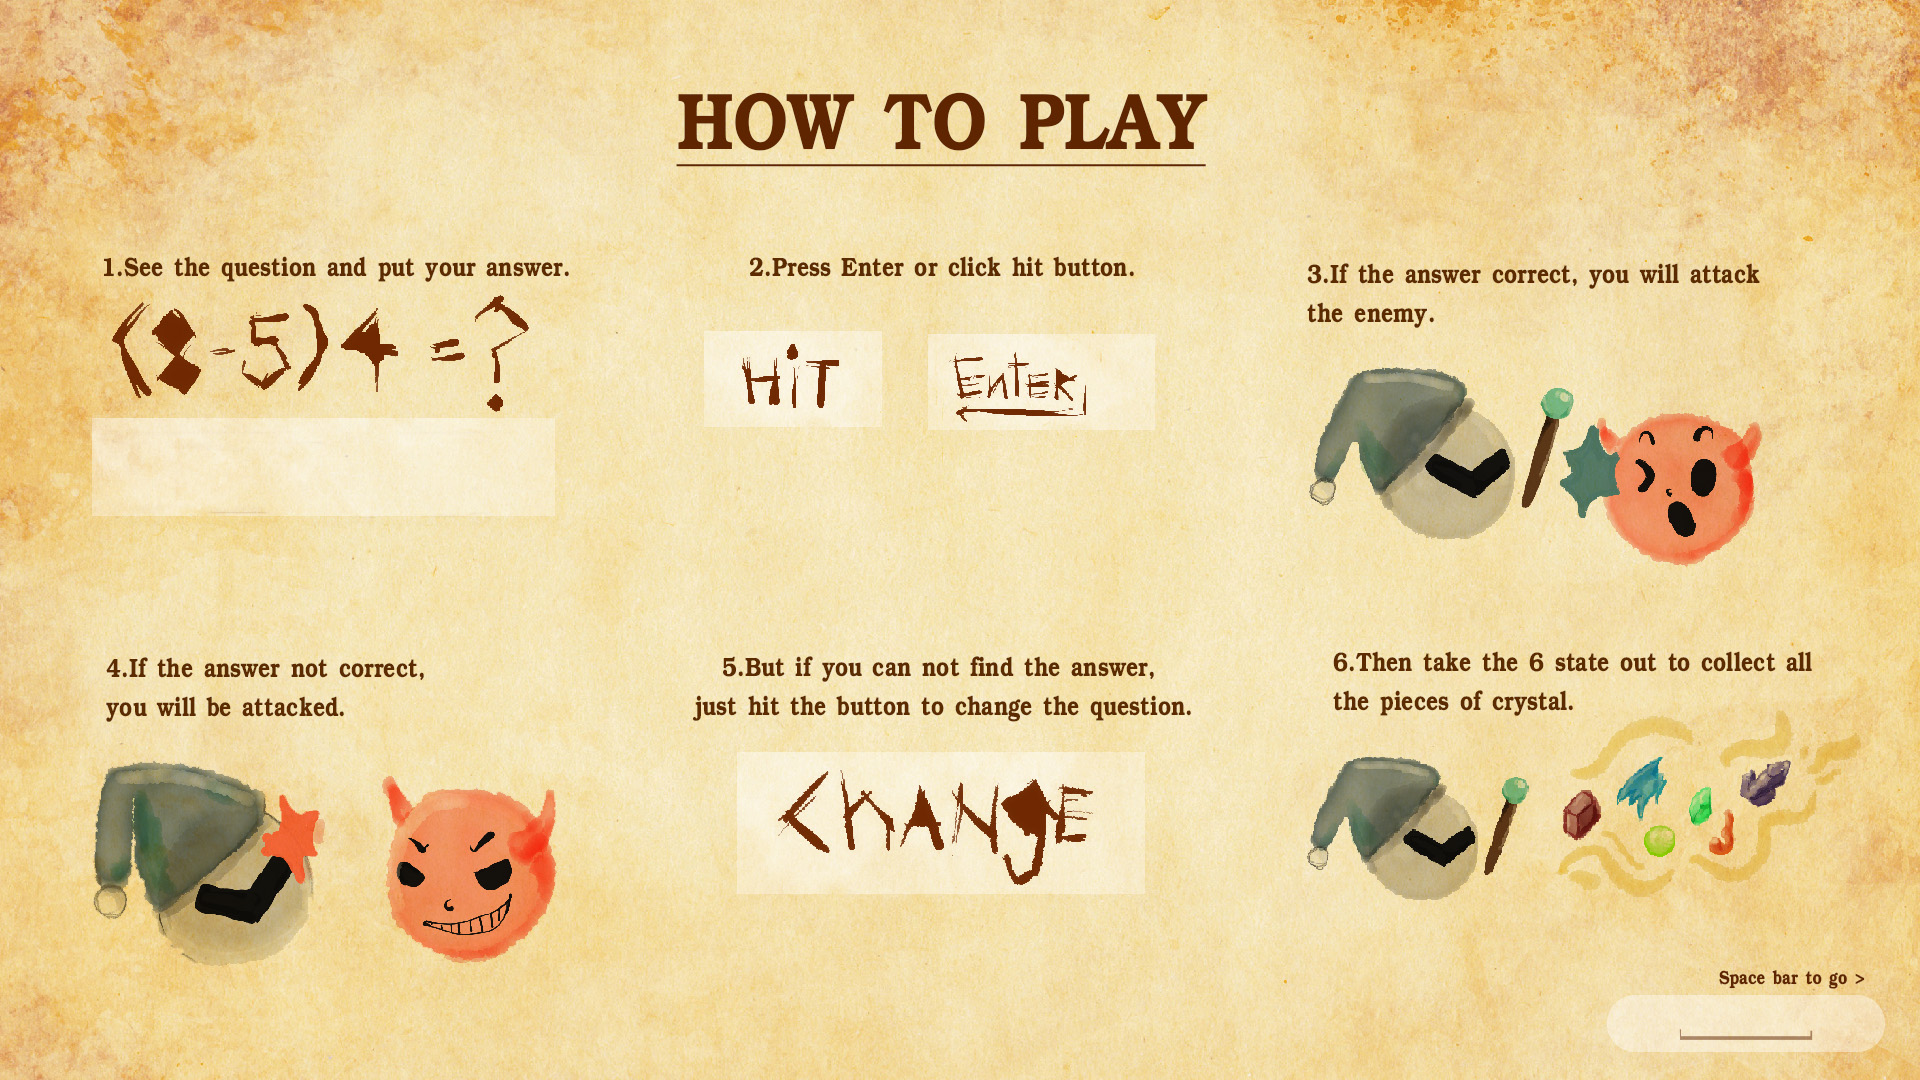 HOW TO PLAY
1.See the question and put your answer.
(8-5)4 =?
2.Press Enter or click hit button.
HiT
EnTER
3.If the answer correct, you will attack
the enemy.
4.If the answer not correct,
you will be attacked.
5.But if you can not find the answer,
just hit the button to change the question.
ChANgE
6.Then take the 6 state out to collect all
the pieces of crystal.
Space bar to go >